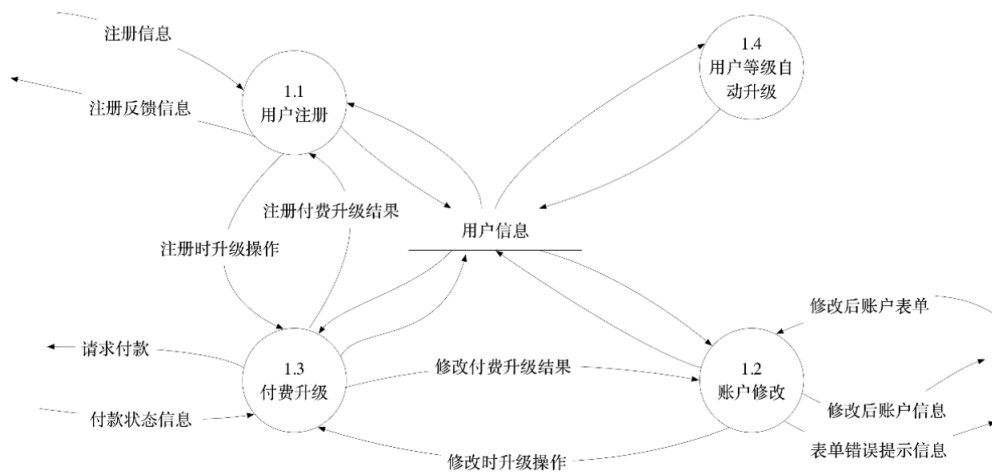 注册信息
1.4
用户等级自
动升级
1.1
用户注册
注册反馈信息
注册付费升级结果
用户信息
注册时升级操作
修改后账户表单
请求付款
1.3
付费升级
修改付费升级结果
1.2
账户修改
付款状态信息
修改后账户信息
表单错误提示信息
修改时升级操作